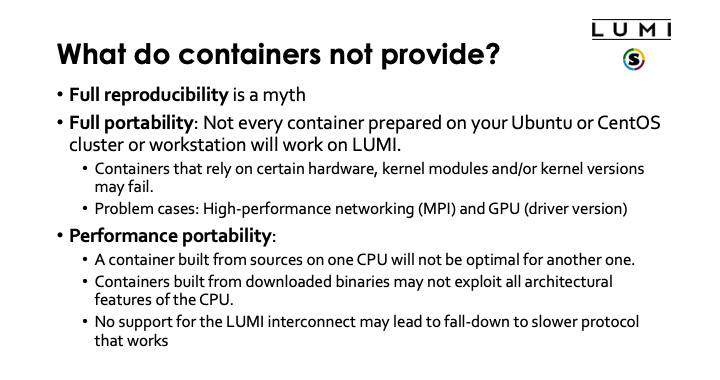 LUMI
What do containers not provide?
S
• Full reproducibility is a myth
• Full portability: Not every container prepared on your Ubuntu or CentOS
cluster or workstation will work on LUMI.
• Containers that rely on certain hardware, kernel modules and/or kernel versions
may fail.
• Problem cases: High-performance networking (MPI) and GPU (driver version)
• Performance portability:
• A container built from sources on one CPU will not be optimal for another one.
• Containers built from downloaded binaries may not exploit all architectural
features of the CPU.
• No support for the LUMI interconnect may lead to fall-down to slower protocol
that works